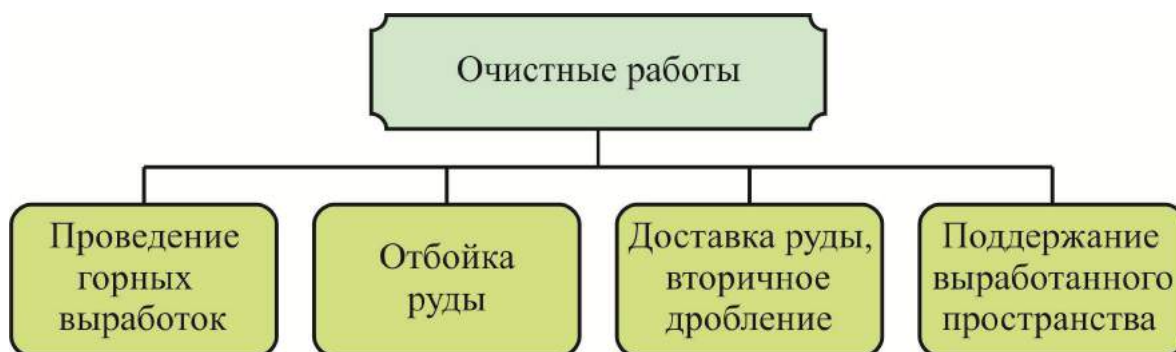 Очистные работы
Проведение
горных
выработок
Отбойка
руды
Доставка руды,
вторичное
дробление
Поддержание
выработанного
пространства